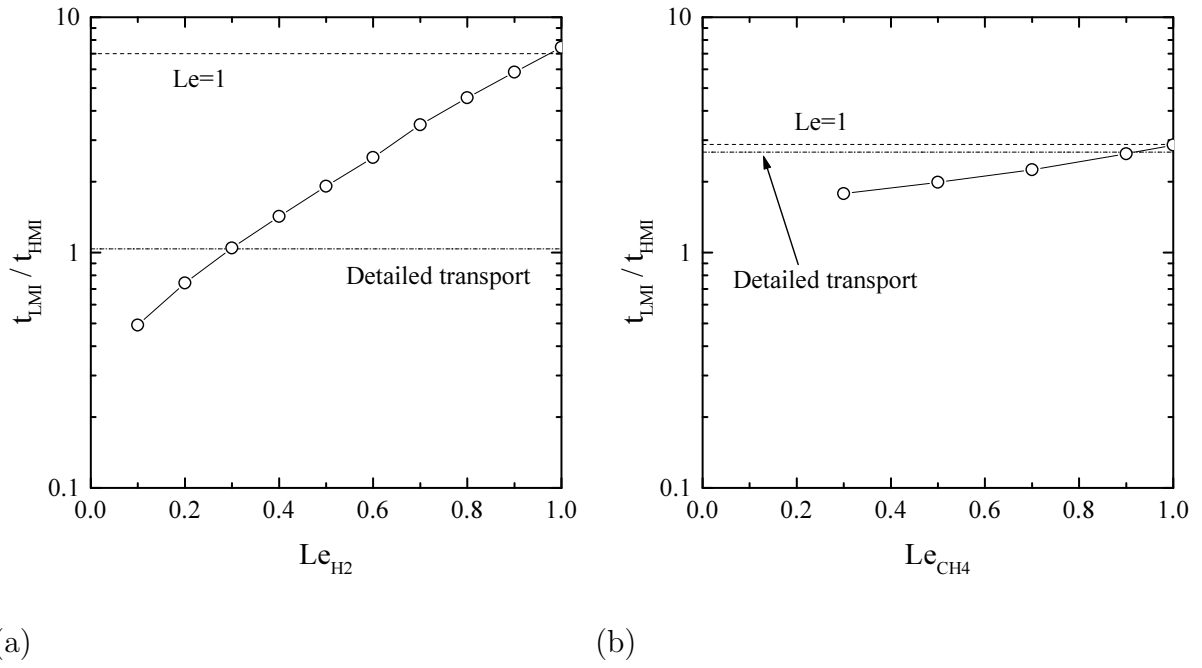 10
Le=1
1
Detailed transport
0.1
0.0 0.2 0.4 0.6 0.8 1.0
t_LMI / t_HMI
Le_H2
(a)
10
Le=1
1
Detailed transport
0.1
0.0 0.2 0.4 0.6 0.8 1.0
t_LMI / t_HMI
Le_CH4
(b)